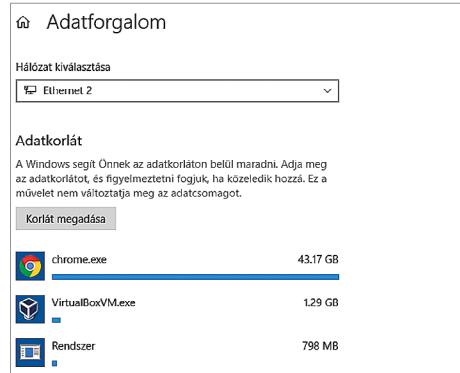 Adatforgalom
Hálózat kiválasztása
Ethernet 2
Adatkorlát
A Windows segít Önnek az adatkorláton belül maradni. Adja meg
az adatkorlátot, és figyelmeztetni fogjuk, ha közeledik hozzá. Ez a
művelet nem változtatja meg az adatcsomagot.
Korlát megadása
chrome.exe 43.17 GB
VirtualBoxVM.exe 1.29 GB
Rendszer 798 MB